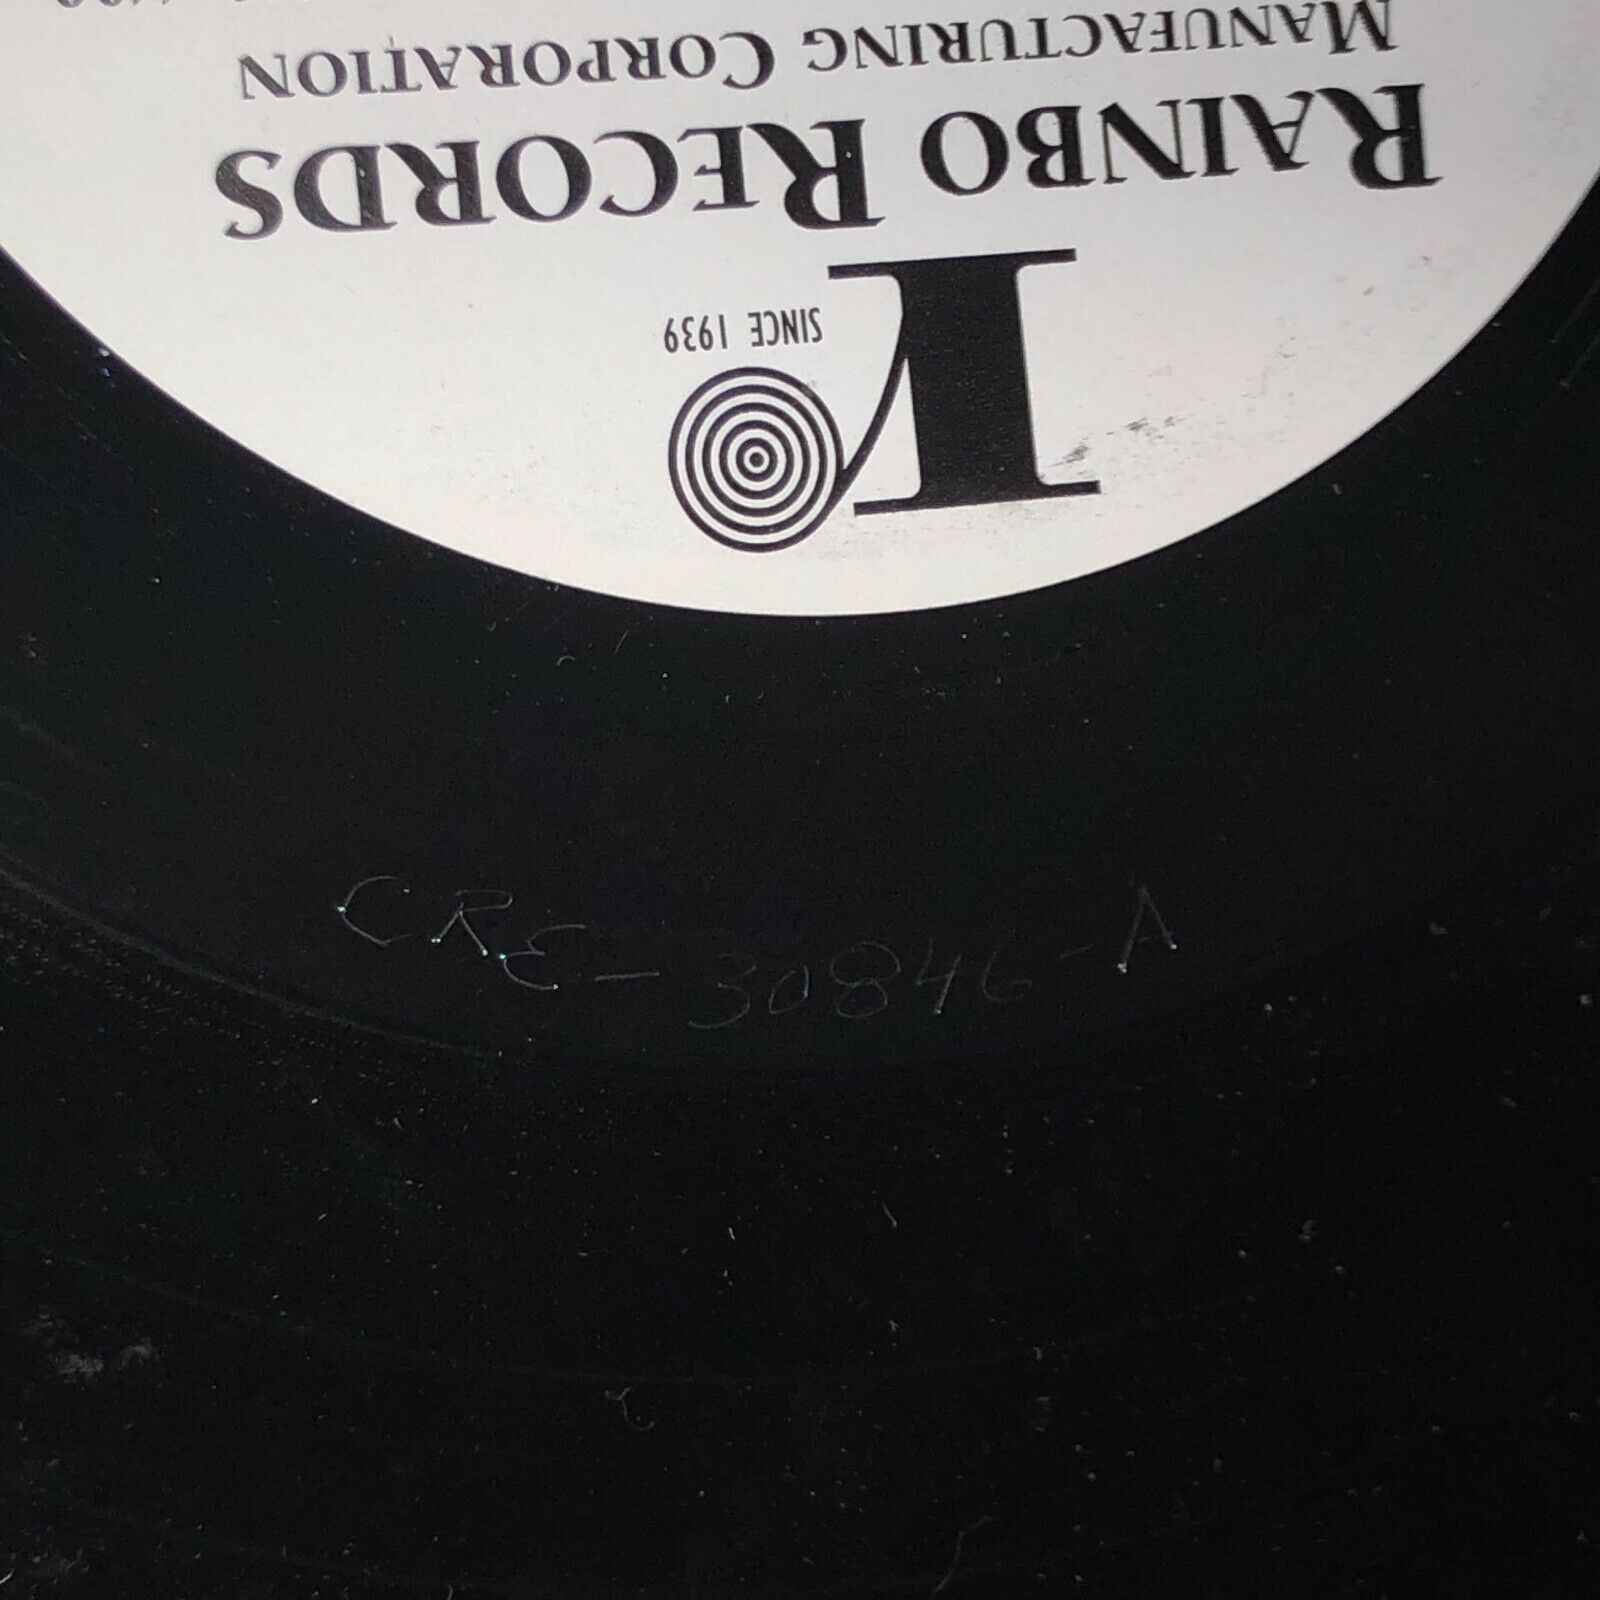 SINCE 1939
RAINBO RECORDS
MANUFACTURING CORPORATION
CRE-30846-A